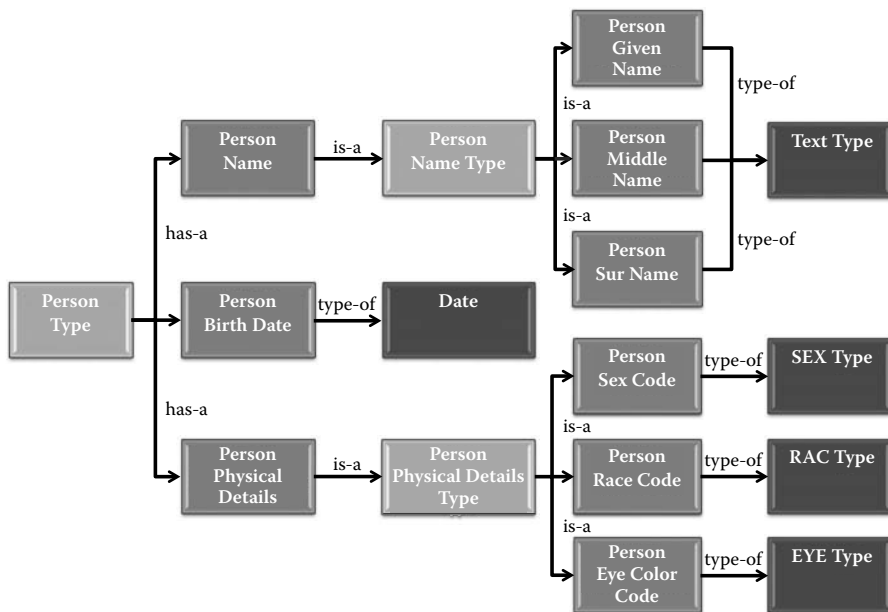 Person
Given
Name
type-of
is-a
Person
Name
is-a
Person
Name Type
Person
Middle
Name
Text Type
is-a
has-a
Person
Sur Name
type-of
Person
Type
Person
Birth Date
type-of
Date
Person
Sex Code
type-of
SEX Type
has-a
is-a
Person
Physical
Details
is-a
Person
Physical Details
Type
Person
Race Code
type-of
RAC Type
is-a
Person
Eye Color
Code
type-of
EYE Type